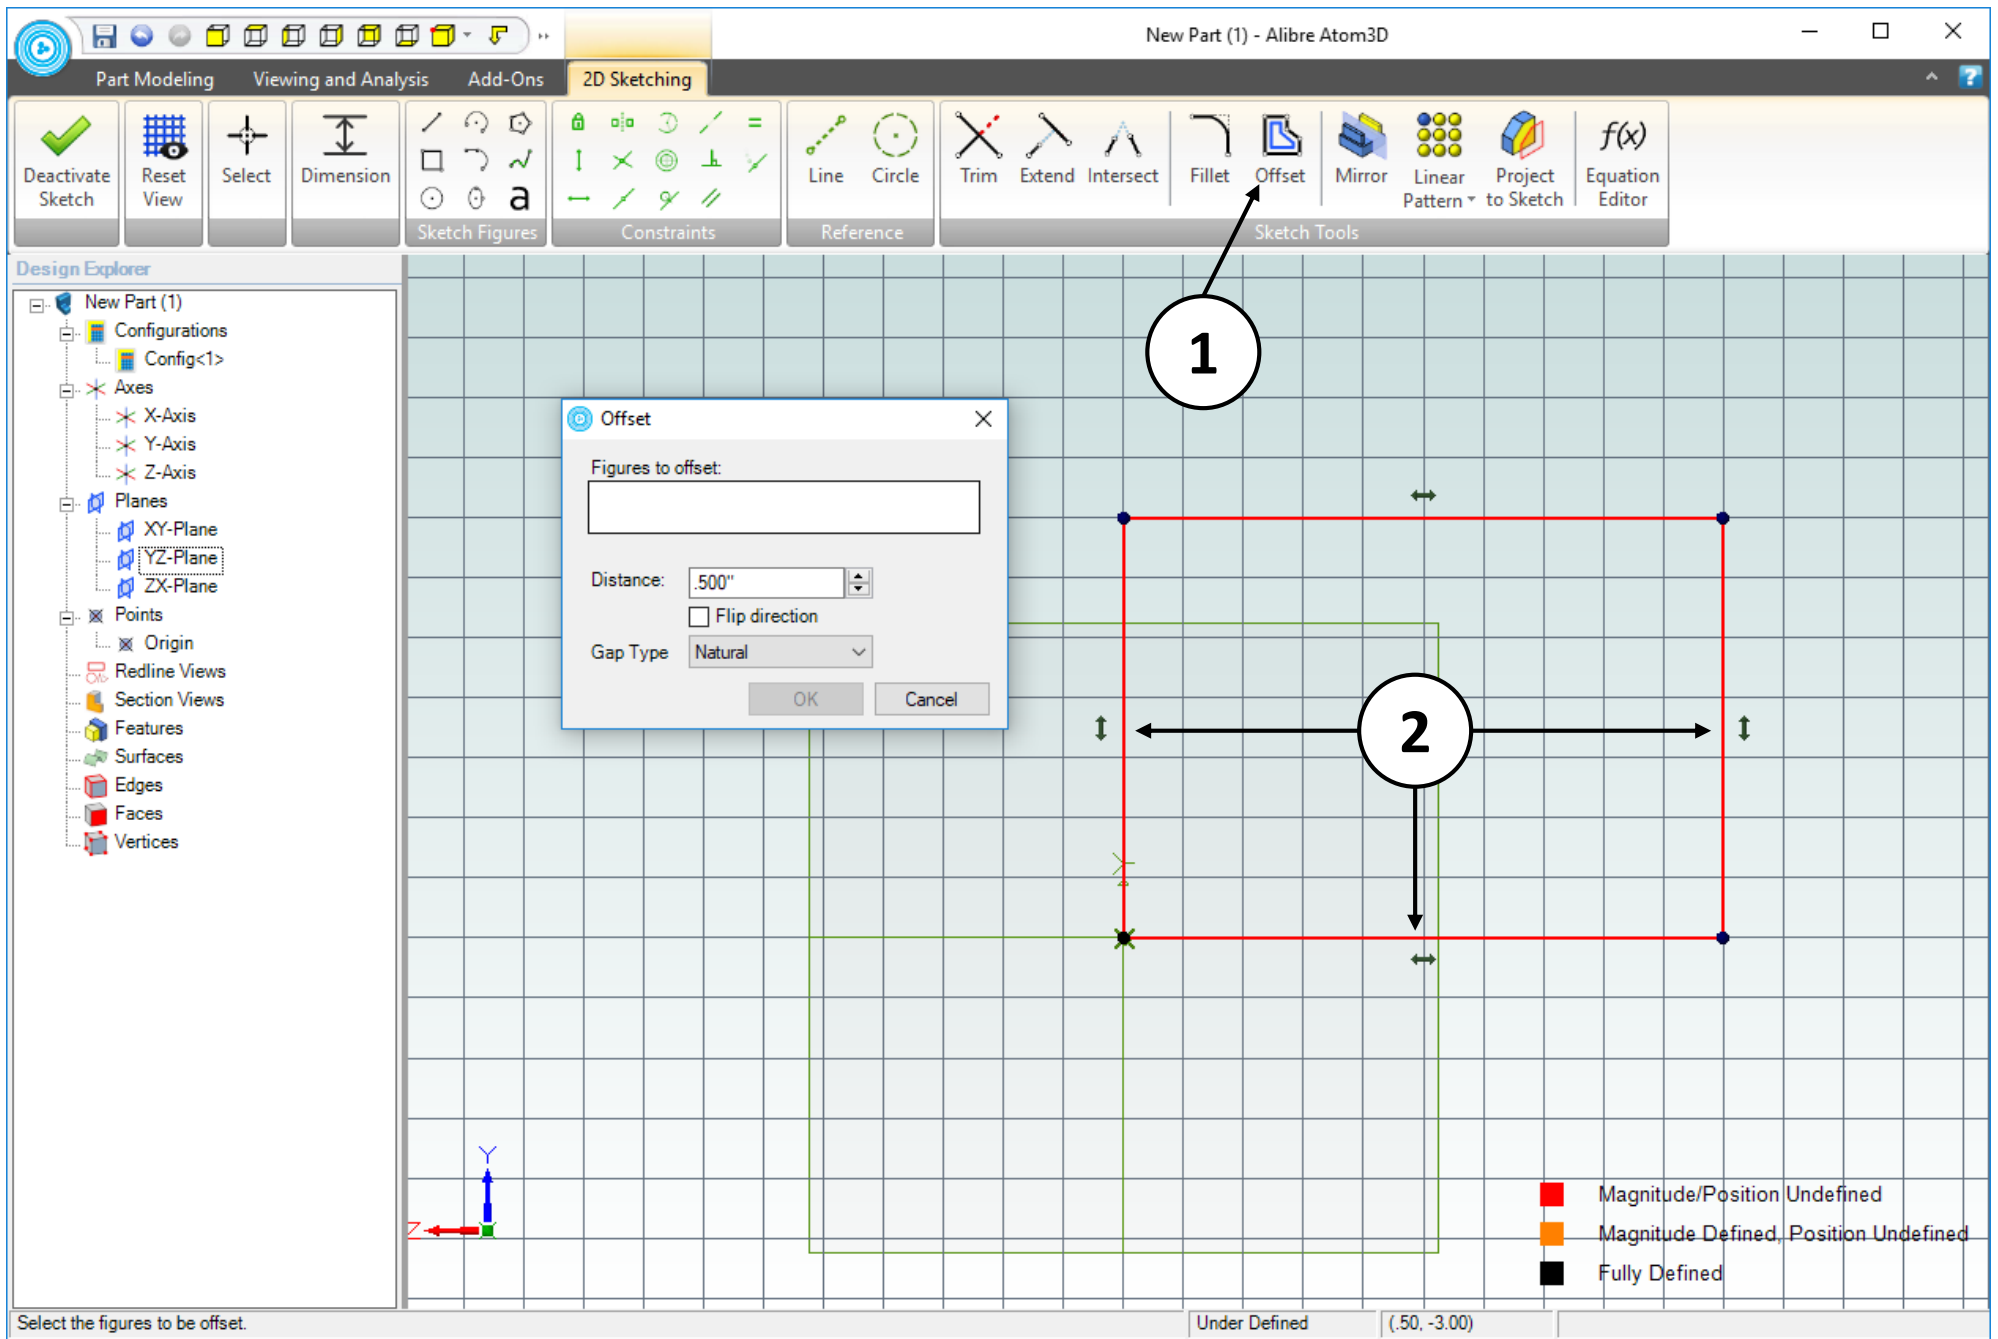 New Part (1) - Alibre Atom3D
Part Modeling Viewing and Analysis Add-Ons 2D Sketching
Deactivate Sketch
Reset View
Select
Dimension
a
Sketch Figures
Constraints
Line Circle
Reference
Trim Extend Intersect Fillet Offset Mirror Linear Pattern Project to Sketch
f(x)
Equation Editor
Sketch Tools
Design Explorer
New Part (1)
Configurations
Config<1>
Axes
X-Axis
Y-Axis
Z-Axis
Planes
XY-Plane
YZ-Plane
ZX-Plane
Points
Origin
Redline Views
Section Views
Features
Surfaces
Edges
Faces
Vertices
1
Offset
Figures to offset:
Distance: .500"
Flip direction
Gap Type Natural
OK Cancel
2
Y
Z
Magnitude/Position Undefined
Magnitude Defined, Position Undefined
Fully Defined
Select the figures to be offset.
Under Defined
(.50, -3.00)